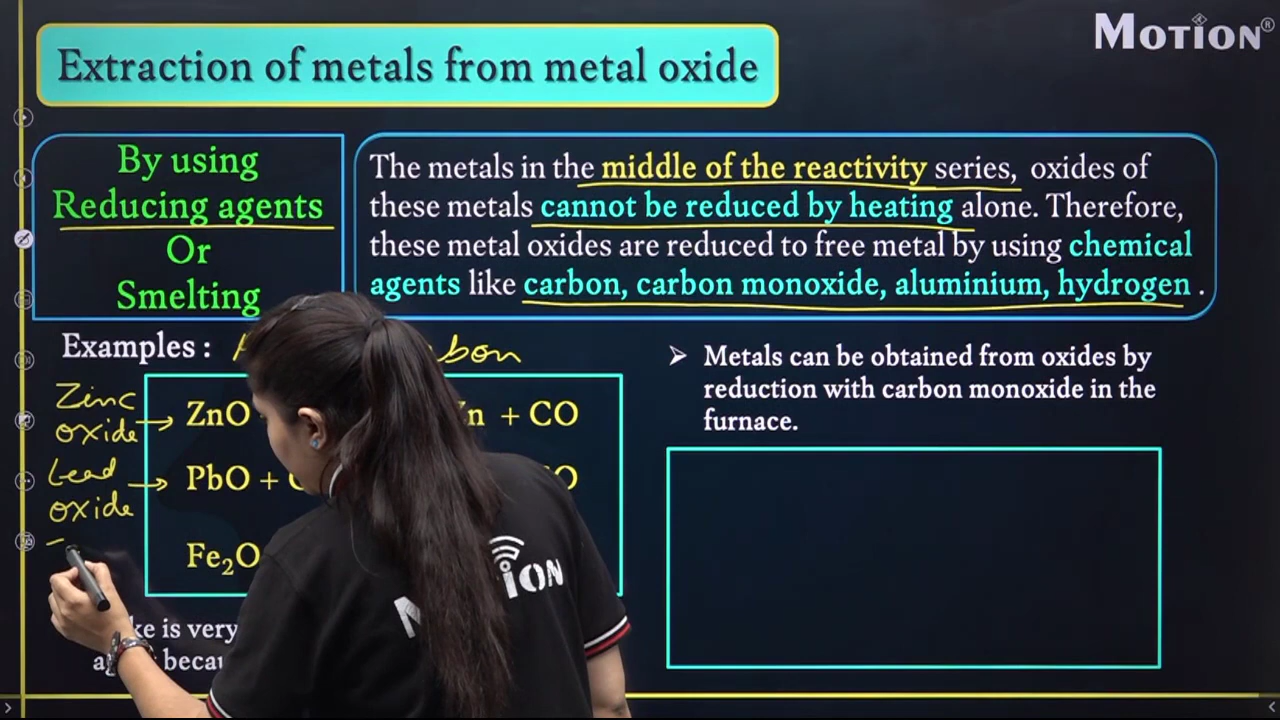 MOTION®
Extraction of metals from metal oxide
By using
Reducing agents
Or
Smelting
The metals in the middle of the reactivity series, oxides of
these metals cannot be reduced by heating alone. Therefore,
these metal oxides are reduced to free metal by using chemical
agents like carbon, carbon monoxide, aluminium, hydrogen .
Examples :
Zinc
oxide → ZnO + CO
Lead
oxide → PbO +
Fe₂O
is very
➢ Metals can be obtained from oxides by
reduction with carbon monoxide in the
furnace.
MOTION